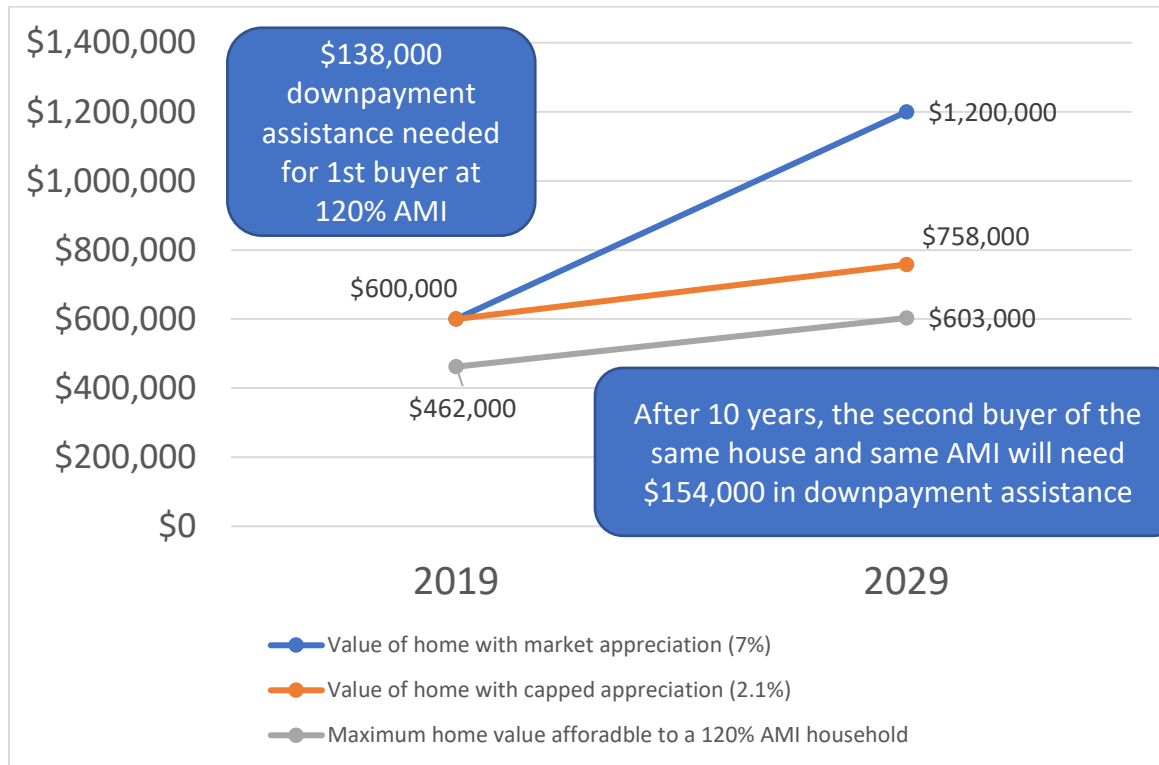 $1,400,000
$1,200,000
$1,000,000
$800,000
$600,000
$400,000
$200,000
$0
$138,000
downpayment
assistance needed
for 1st buyer at
120% AMI
$1,200,000
$758,000
$600,000
$603,000
$462,000
After 10 years, the second buyer of the
same house and same AMI will need
$154,000 in downpayment assistance
2019
2029
Value of home with market appreciation (7%)
Value of home with capped appreciation (2.1%)
Maximum home value afforadble to a 120% AMI household